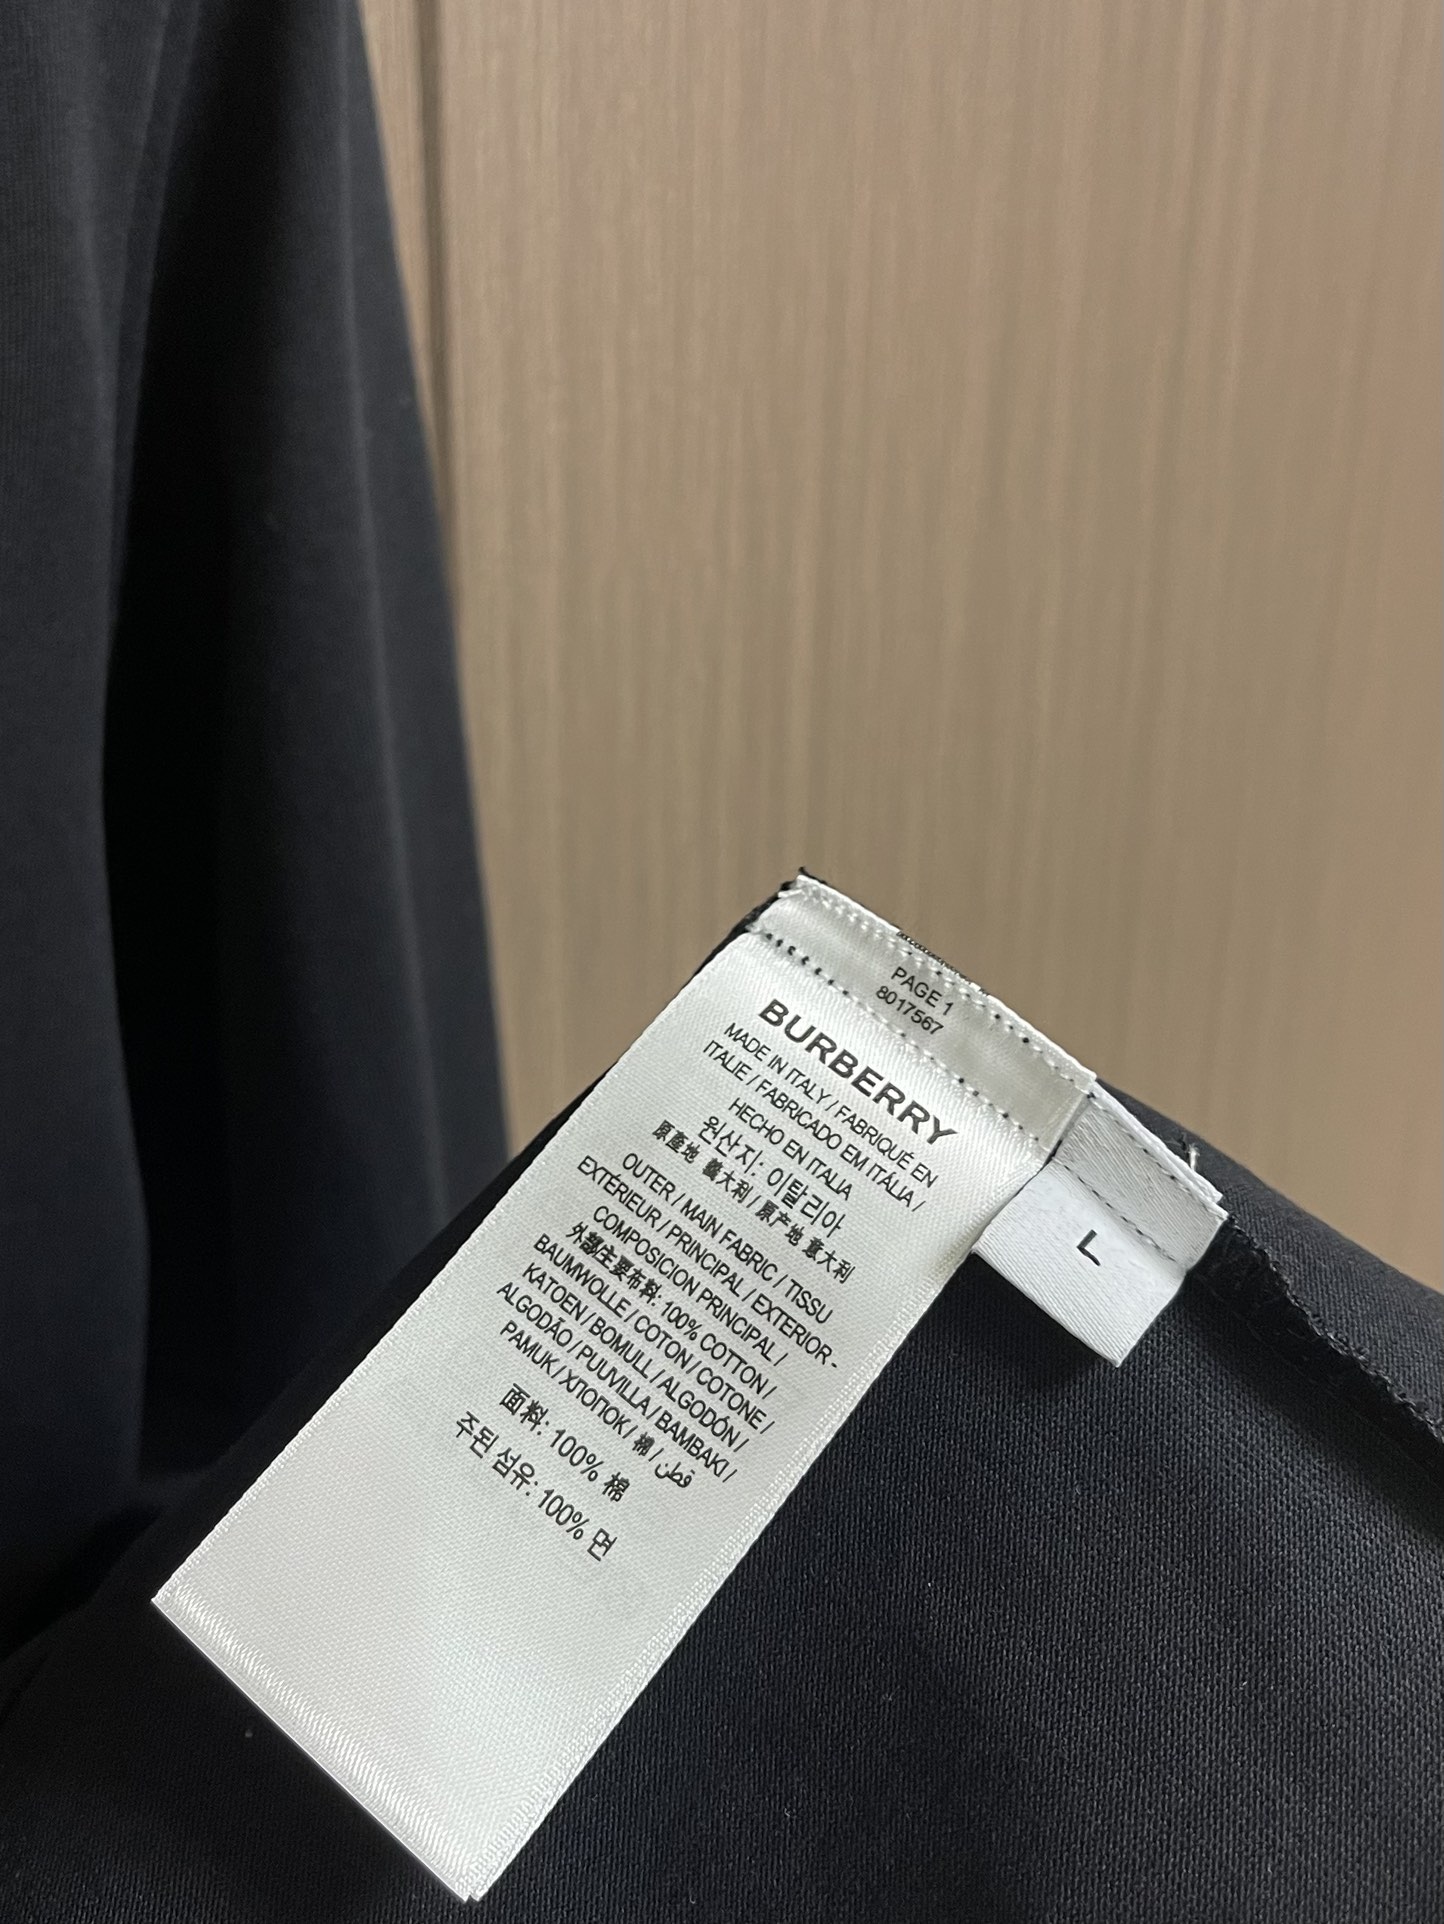 PAGE 1
8017567
BURBERRY
MADE IN ITALY / FABRIQUÉ EN
ITALIE / FABRICADO EM ITÁLIA /
HECHO EN ITALIA
원산지: 이탈리아
原產地 義大利 / 原产地 意大利
OUTER / MAIN FABRIC / TISSU
EXTÉRIEUR / PRINCIPAL / EXTERIOR -
COMPOSICION PRINCIPAL /
外部主要布料: 100% COTTON /
BAUMWOLLE / COTON / COTONE /
KATOEN / BOMULL / ALGODÓN /
ALGODÃO / PUUVILLA / BAMBAKI /
PAMUK / ХЛОПОК / 棉 / قطن
面料: 100% 棉
주된 섬유: 100% 면
L